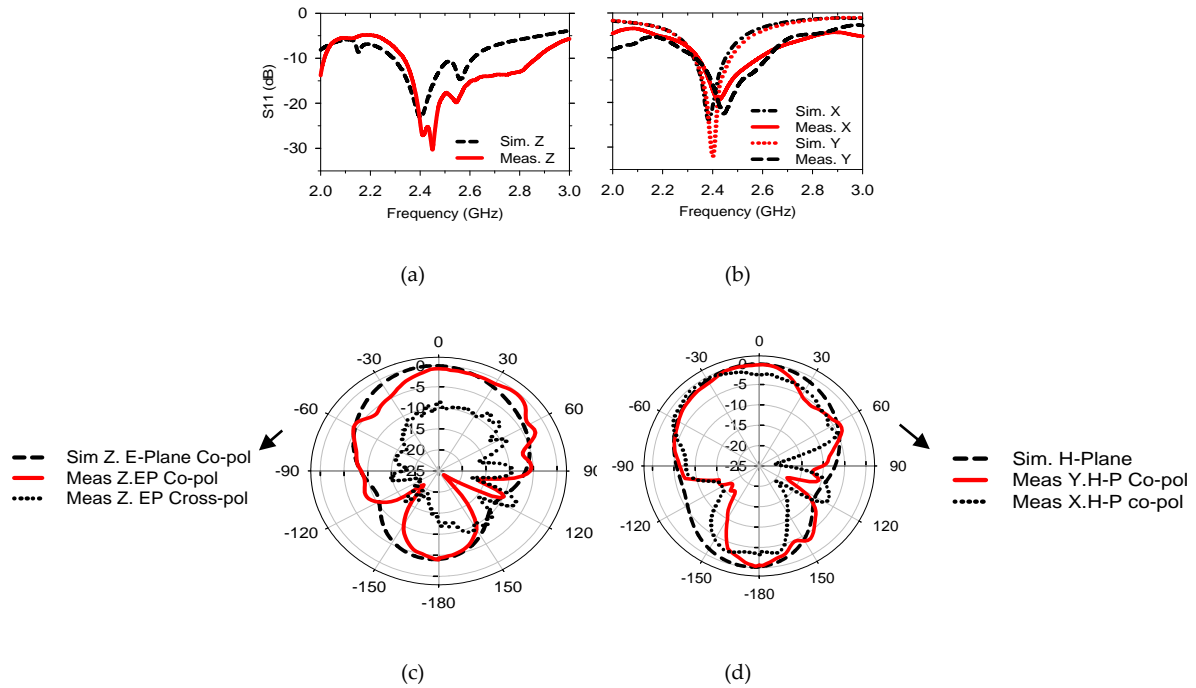 0
-10
-20
-30
S11 (dB)
Sim. Z
Meas. Z
2.0 2.2 2.4 2.6 2.8 3.0
Frequency (GHz)
Sim. X
Meas. X
Sim. Y
Meas. Y
2.0 2.2 2.4 2.6 2.8 3.0
Frequency (GHz)
(a)
(b)
0
-30 30
-60 60
-90 90
-120 120
-150 150
-180
0
-5
-10
-15
-20
-25
Sim Z. E-Plane Co-pol
Meas Z.EP Co-pol
Meas Z. EP Cross-pol
0
-30 30
-60 60
-90 90
-120 120
-150 150
-180
0
-5
-10
-15
-20
-25
Sim. H-Plane
Meas Y.H-P Co-pol
Meas X.H-P co-pol
(c)
(d)